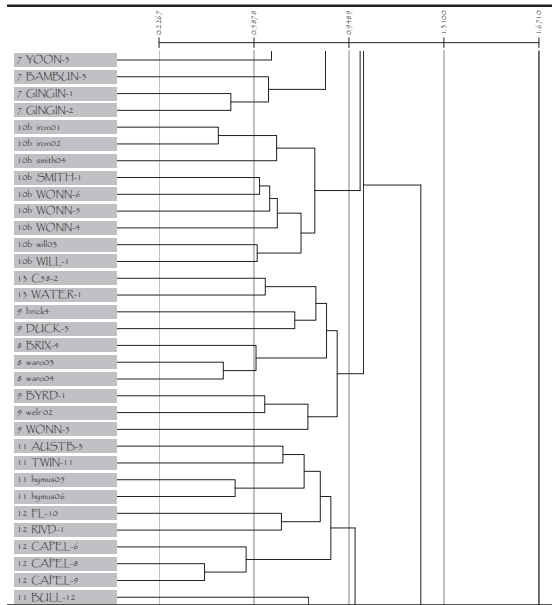 0.2267 0.5878 0.9489 1.3100 1.6710
7 YOON-3
7 BAMBUN-3
7 GINGIN-1
7 GINGIN-2
10b iron01
10b iron02
10b smith04
10b SMITH-1
10b WONN-6
10b WONN-5
10b WONN-4
10b will03
10b WILL-1
13 C58-2
13 WATER-1
9 brick4
9 DUCK-3
8 BRIX-4
8 waro03
8 waro04
9 BYRD-1
9 welr 02
9 WONN-3
11 AUSTB-3
11 TWIN-11
11 hymus05
11 hymus06
12 FL-10
12 RIVD-1
12 CAPEL-6
12 CAPEL-8
12 CAPEL-9
11 BULL-12